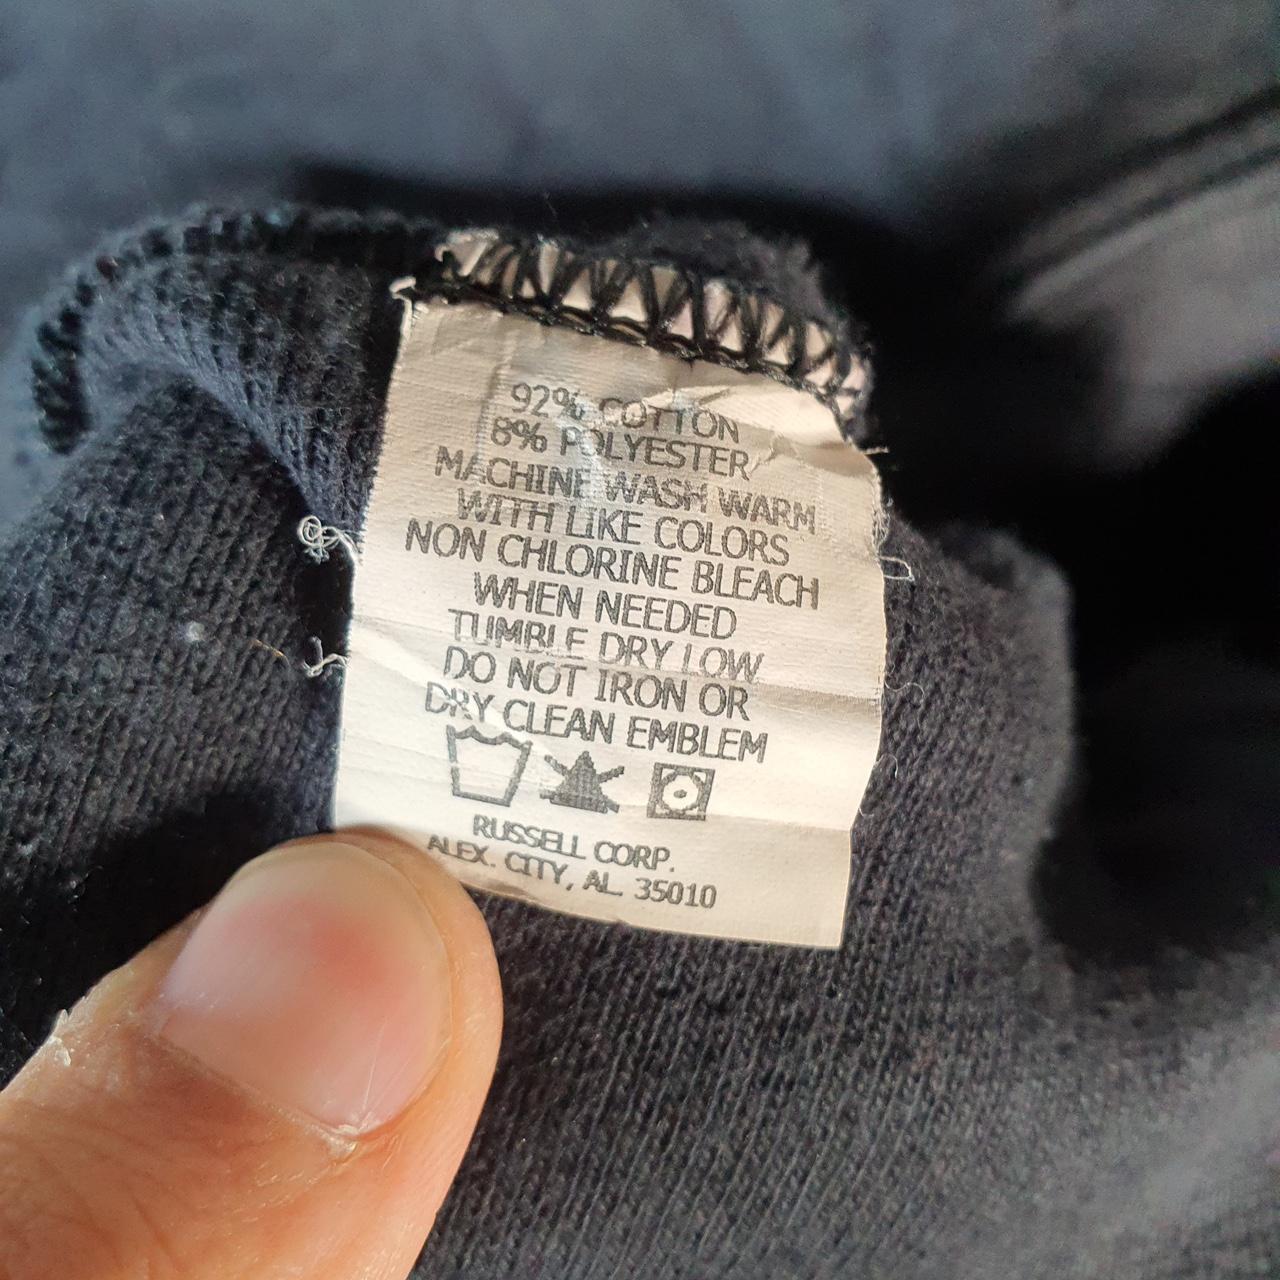 92% COTTON
8% POLYESTER
MACHINE WASH WARM
WITH LIKE COLORS
NON CHLORINE BLEACH
WHEN NEEDED
TUMBLE DRY LOW
DO NOT IRON OR
DRY CLEAN EMBLEM
RUSSELL CORP.
ALEX. CITY, AL. 35010